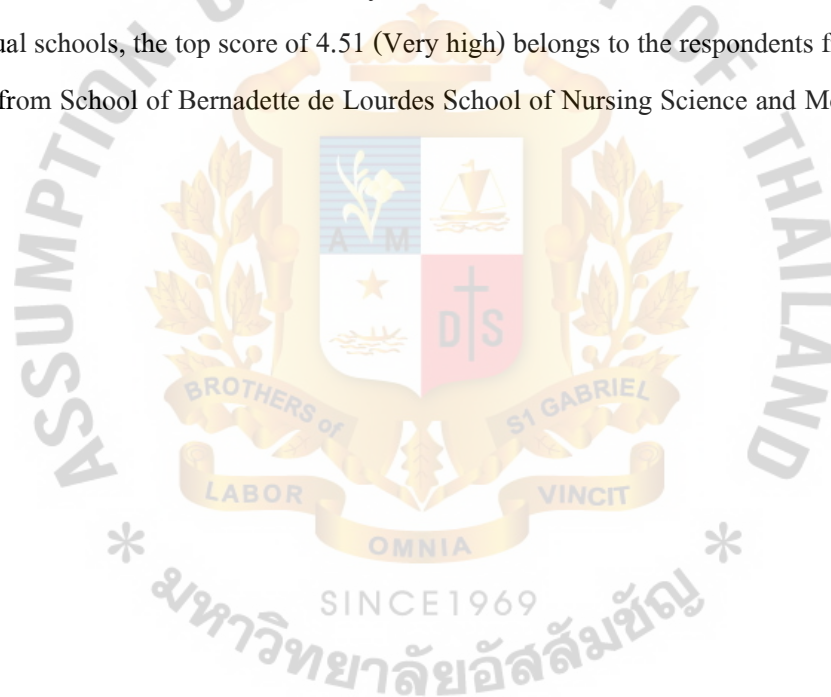 ual schools, the top score of 4.51 (Very high) belongs to the respondents f
from School of Bernadette de Lourdes School of Nursing Science and M
ASSUMPTION
OF
THAILAND
A M
D S
BROTHERS of
S1 GABRIEL
LABOR
VINCIT
OMNIA
* *
SINCE1969
มหาวิทยาลัยอัสสัมชัญ